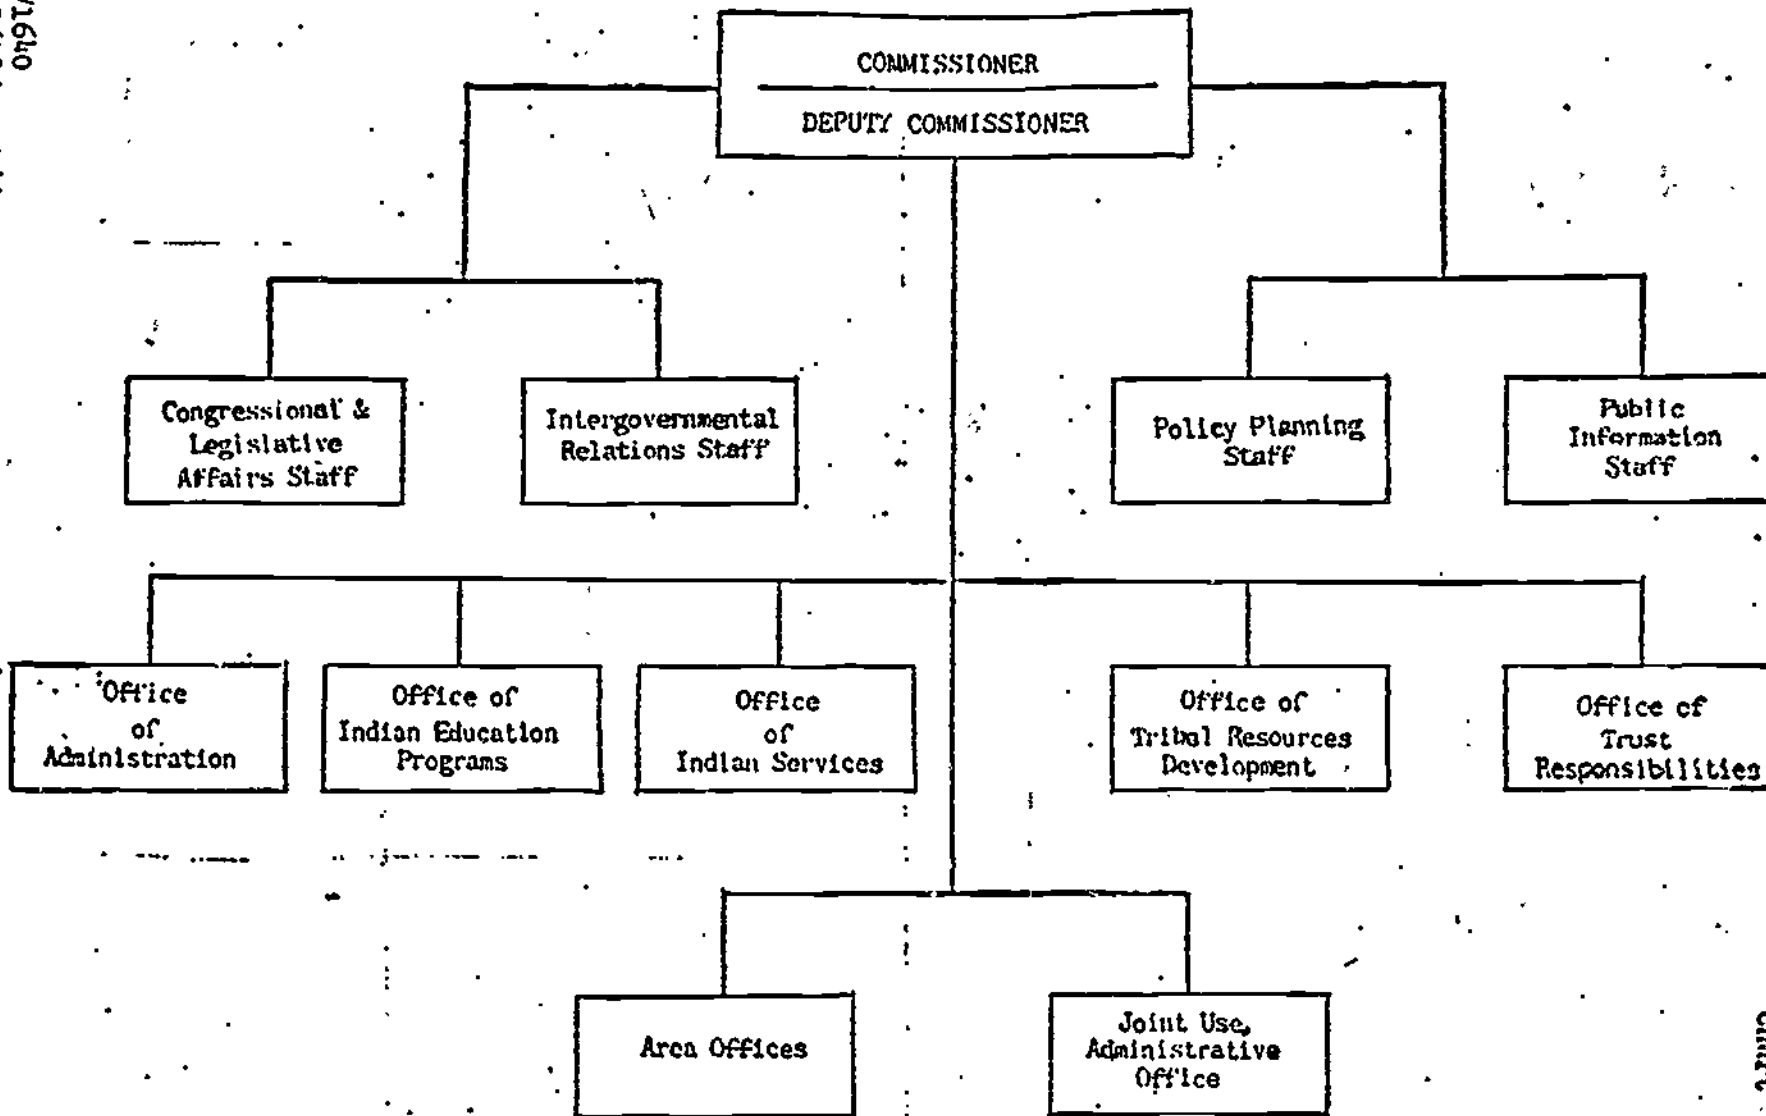 /1640
COMMISSIONER
DEPUTY COMMISSIONER
Congressional &
Legislative
Affairs Staff
Intergovernmental
Relations Staff
Policy Planning
Staff
Public
Information
Staff
Office
of
Administration
Office of
Indian Education
Programs
Office
of
Indian Services
Office of
Tribal Resources
Development
Office of
Trust
Responsibilities
Area Offices
Joint Use
Administrative
Office